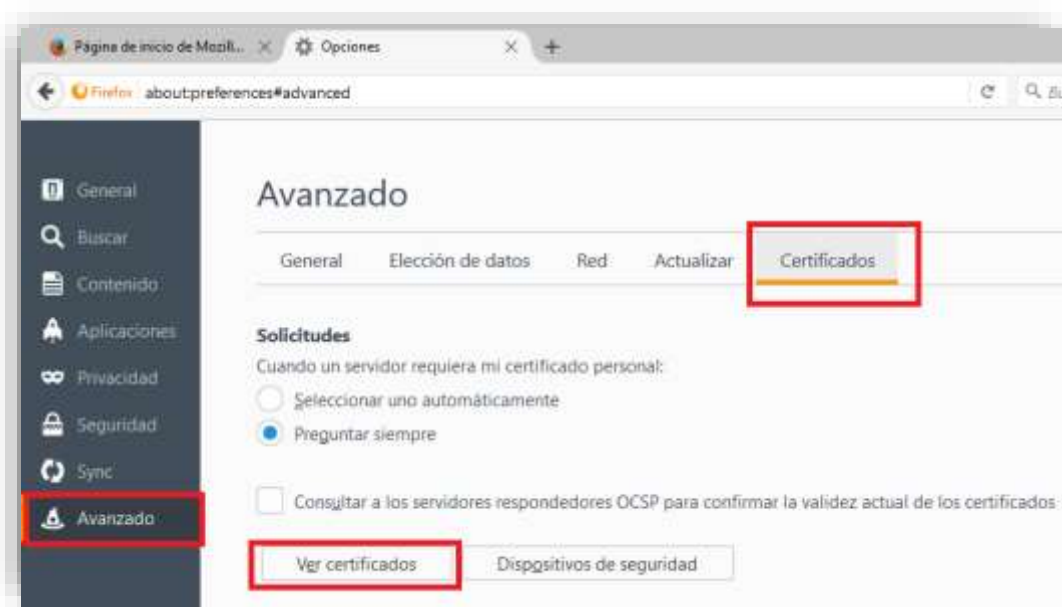 Página de inicio de Mozill... Opciones
Firefox about:preferences#advanced
General
Buscar
Contenido
Aplicaciones
Privacidad
Seguridad
Sync
Avanzado
Avanzado
General Elección de datos Red Actualizar Certificados
Solicitudes
Cuando un servidor requiera mi certificado personal:
Seleccionar uno automáticamente
Preguntar siempre
Consultar a los servidores respondedores OCSP para confirmar la validez actual de los certificados
Ver certificados Dispositivos de seguridad